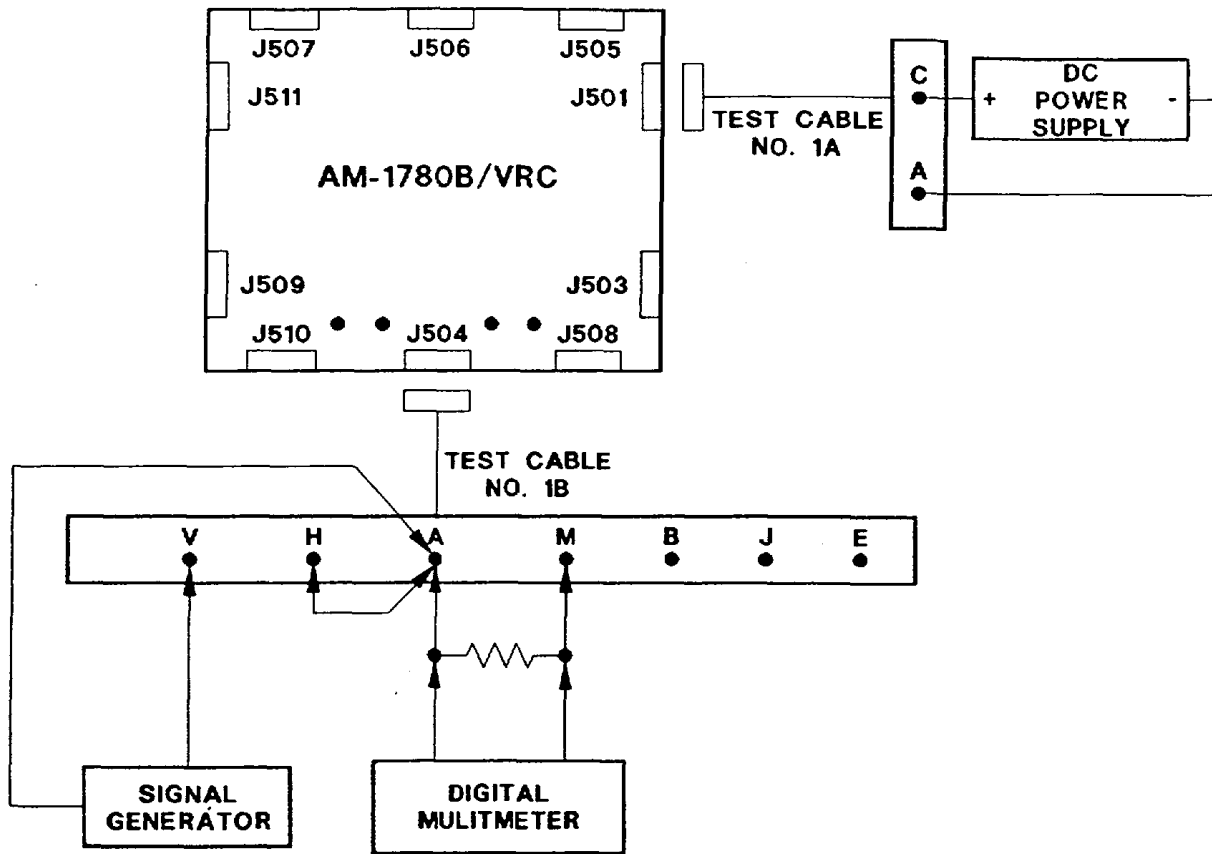 J507
J506
J505
J511
J501
C
+
DC
POWER
SUPPLY
-
TEST CABLE
NO. 1A
A
AM-1780B/VRC
J509
J503
J510
J504
J508
TEST CABLE
NO. 1B
V
H
A
M
B
J
E
SIGNAL
GENERÁTOR
DIGITAL
MULITMETER